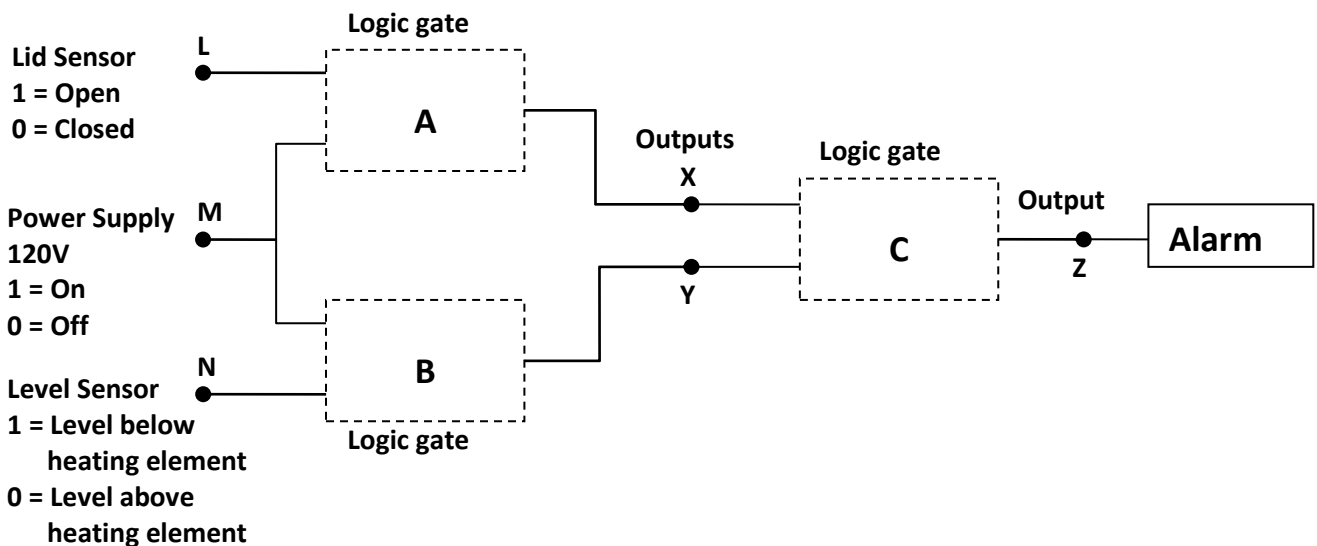 Logic gate
Lid Sensor
1 = Open
0 = Closed
L
A
Outputs
X
Logic gate
Power Supply
120V
1 = On
0 = Off
M
C
Output
Z
Alarm
Y
N
B
Level Sensor
1 = Level below
heating element
0 = Level above
heating element
Logic gate